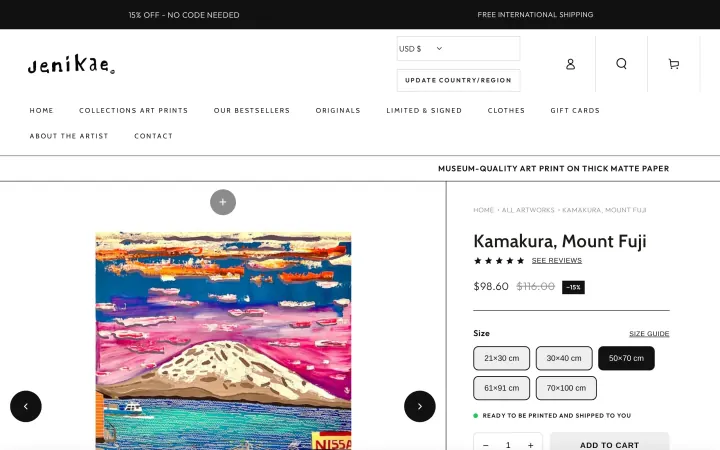 15% OFF - NO CODE NEEDED
FREE INTERNATIONAL SHIPPING
jenikae
USD $
UPDATE COUNTRY/REGION
HOME
COLLECTIONS ART PRINTS
OUR BESTSELLERS
ORIGINALS
LIMITED & SIGNED
CLOTHES
GIFT CARDS
ABOUT THE ARTIST
CONTACT
MUSEUM-QUALITY ART PRINT ON THICK MATTE PAPER
HOME • ALL ARTWORKS • KAMAKURA, MOUNT FUJI
Kamakura, Mount Fuji
SEE REVIEWS
$98.60 $116.00 -15%
Size
SIZE GUIDE
21×30 cm
30×40 cm
50×70 cm
61×91 cm
70×100 cm
READY TO BE PRINTED AND SHIPPED TO YOU
− 1 +
ADD TO CART
NISSA